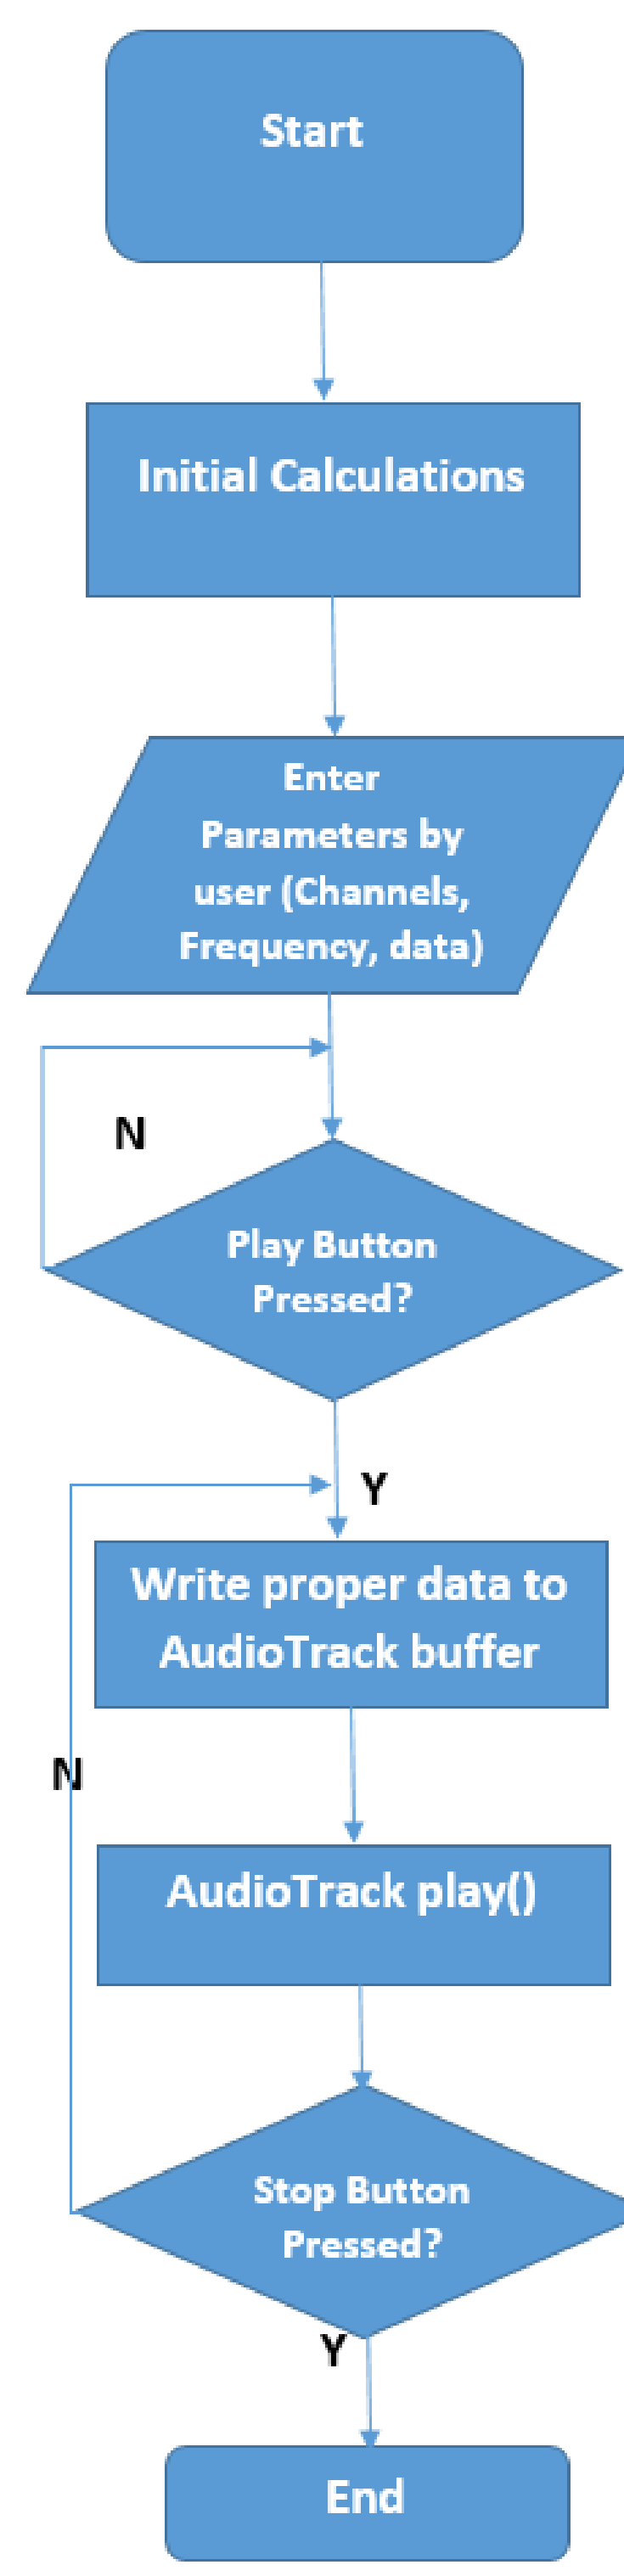 Start
Initial Calculations
Enter
Parameters by
user (Channels,
Frequency, data)
N
Play Button
Pressed?
Y
Write proper data to
AudioTrack buffer
N
AudioTrack play()
Stop Button
Pressed?
Y
End